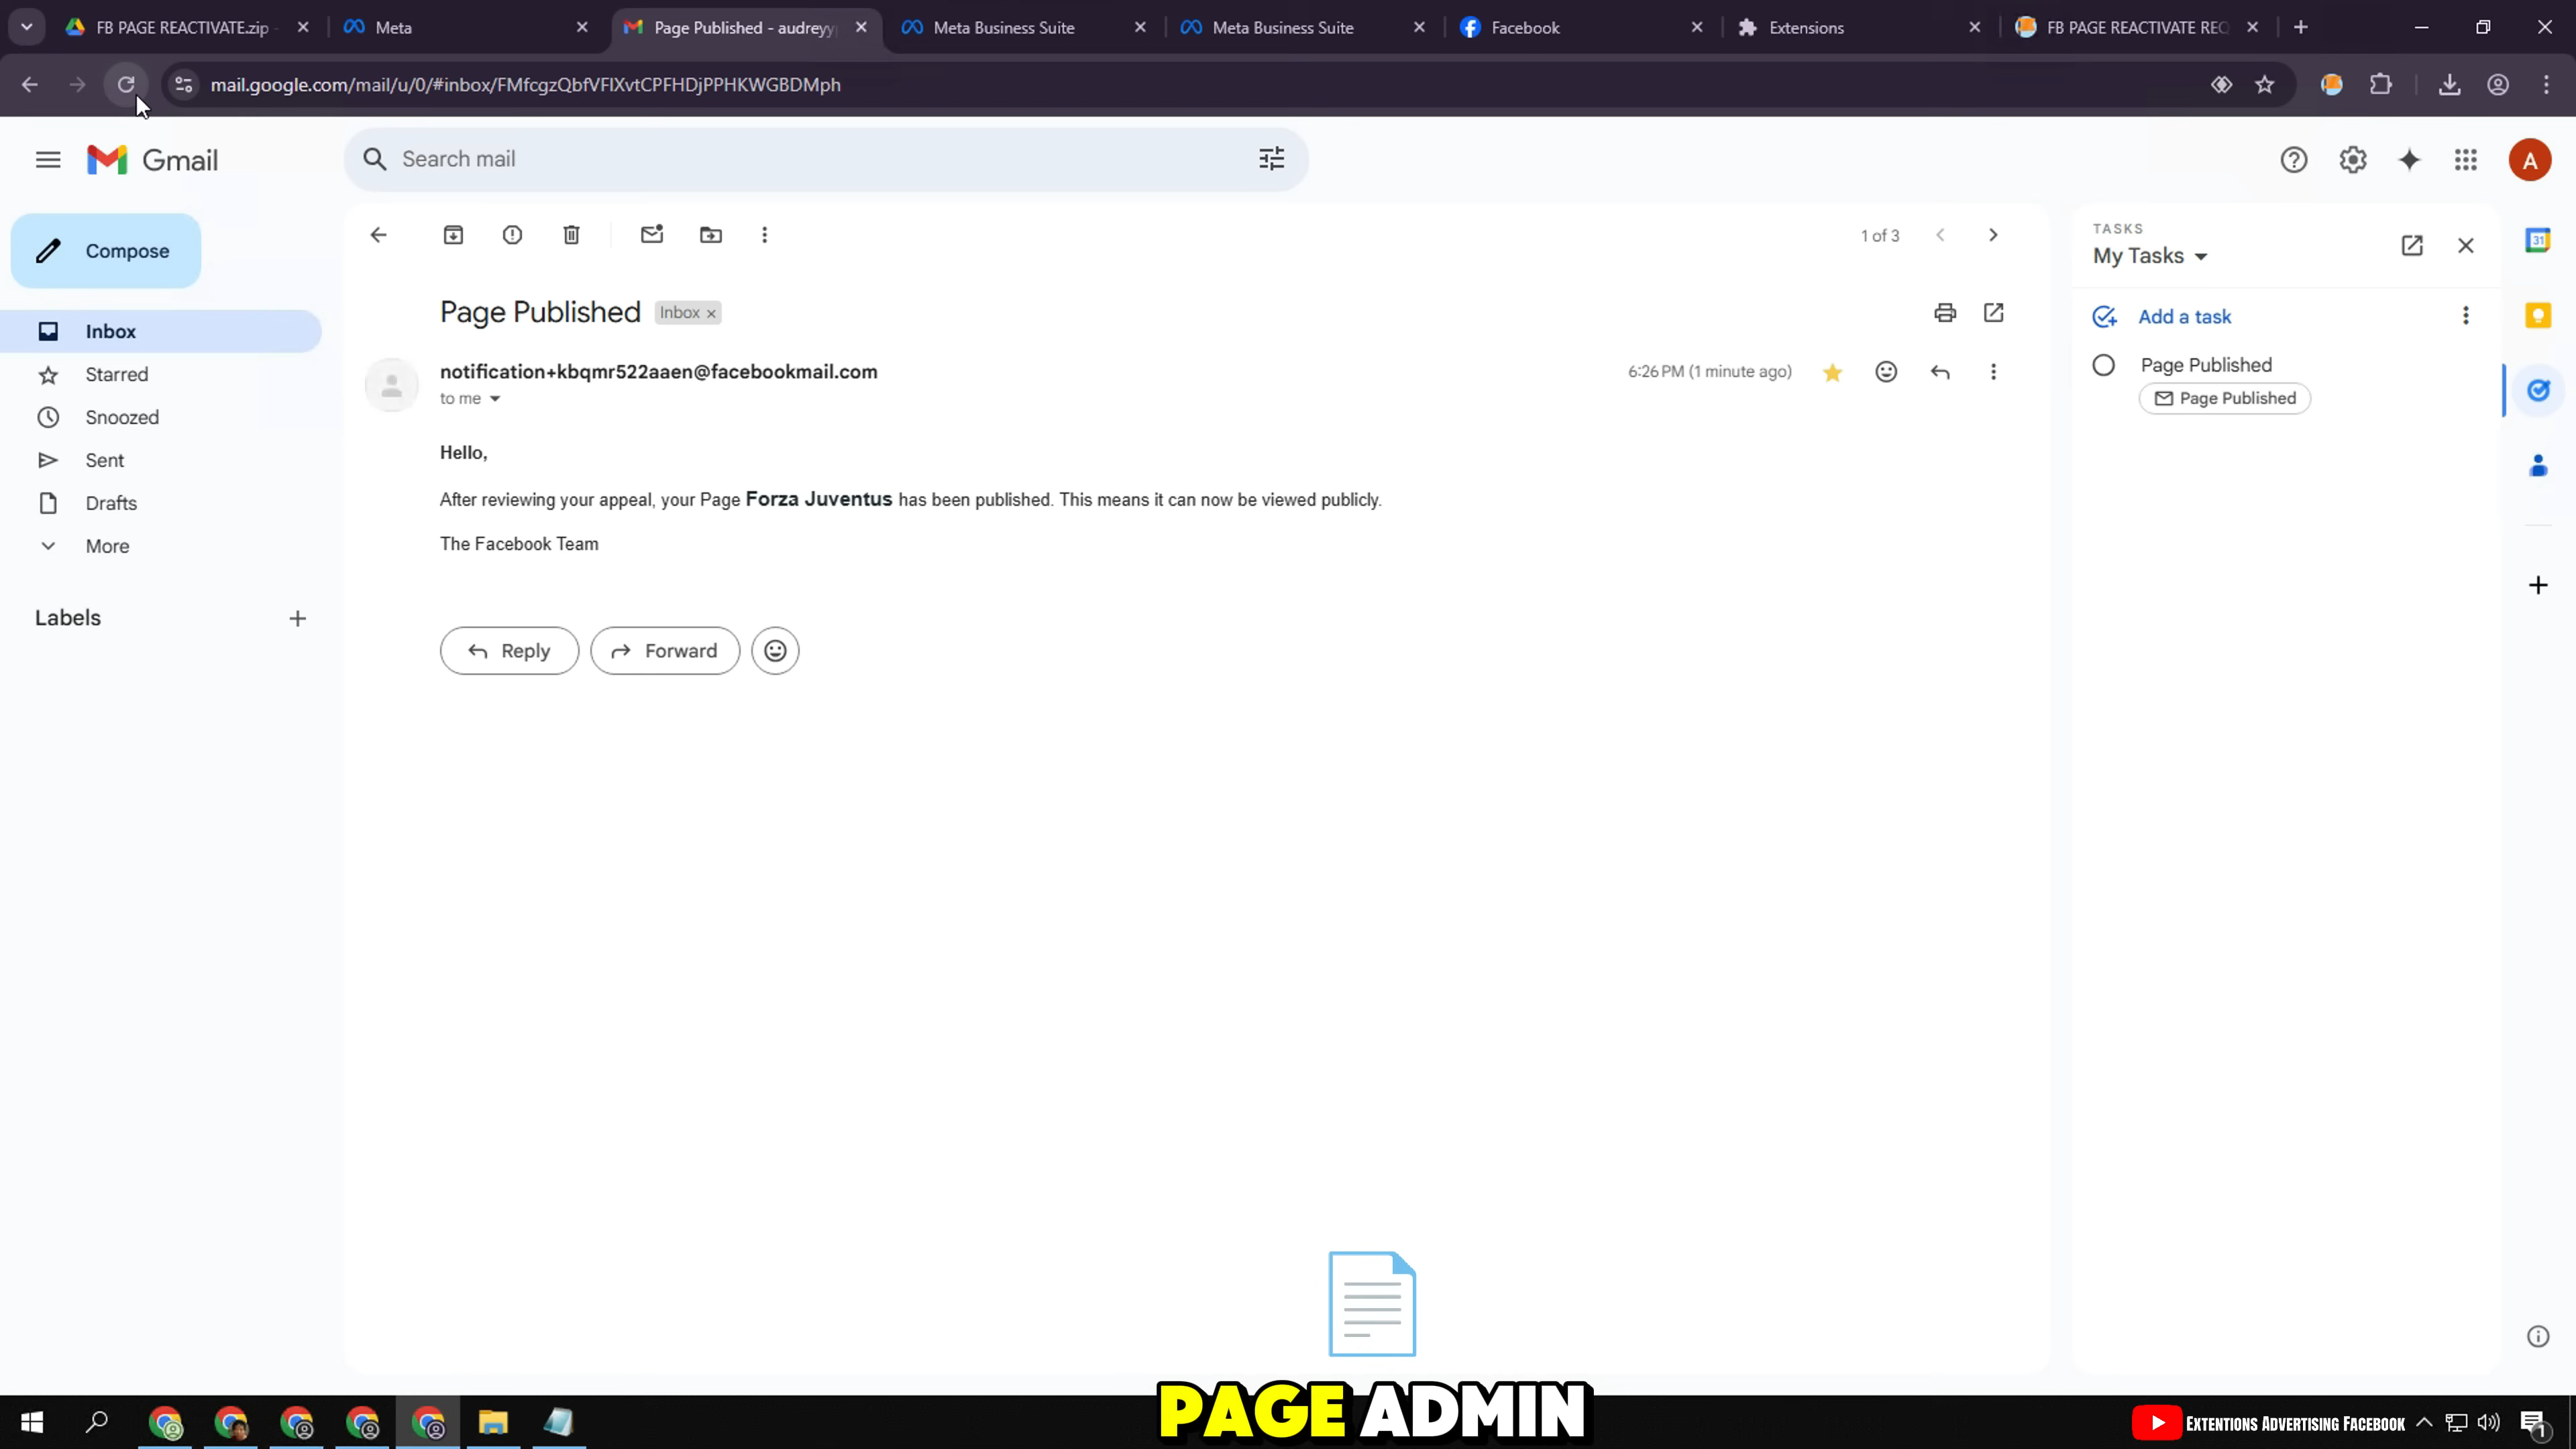 FB PAGE REACTIVATE.zip -
Meta
Page Published - audreyy
Meta Business Suite
Meta Business Suite
Facebook
Extensions
FB PAGE REACTIVATE REQ
mail.google.com/mail/u/0/#inbox/FMfcgzQbfVFlXvtCPFHDjPPHKWGBDMph
Gmail
Search mail
A
Compose
1 of 3
TASKS
My Tasks
31
Inbox
Page Published
Inbox ×
Add a task
Starred
notification+kbqmr522aaen@facebookmail.com
6:26 PM (1 minute ago)
Page Published
to me
Page Published
Snoozed
Hello,
Sent
After reviewing your appeal, your Page Forza Juventus has been published. This means it can now be viewed publicly.
Drafts
The Facebook Team
More
Labels
Reply
Forward
PAGE ADMIN
EXTENTIONS ADVERTISING FACEBOOK
1